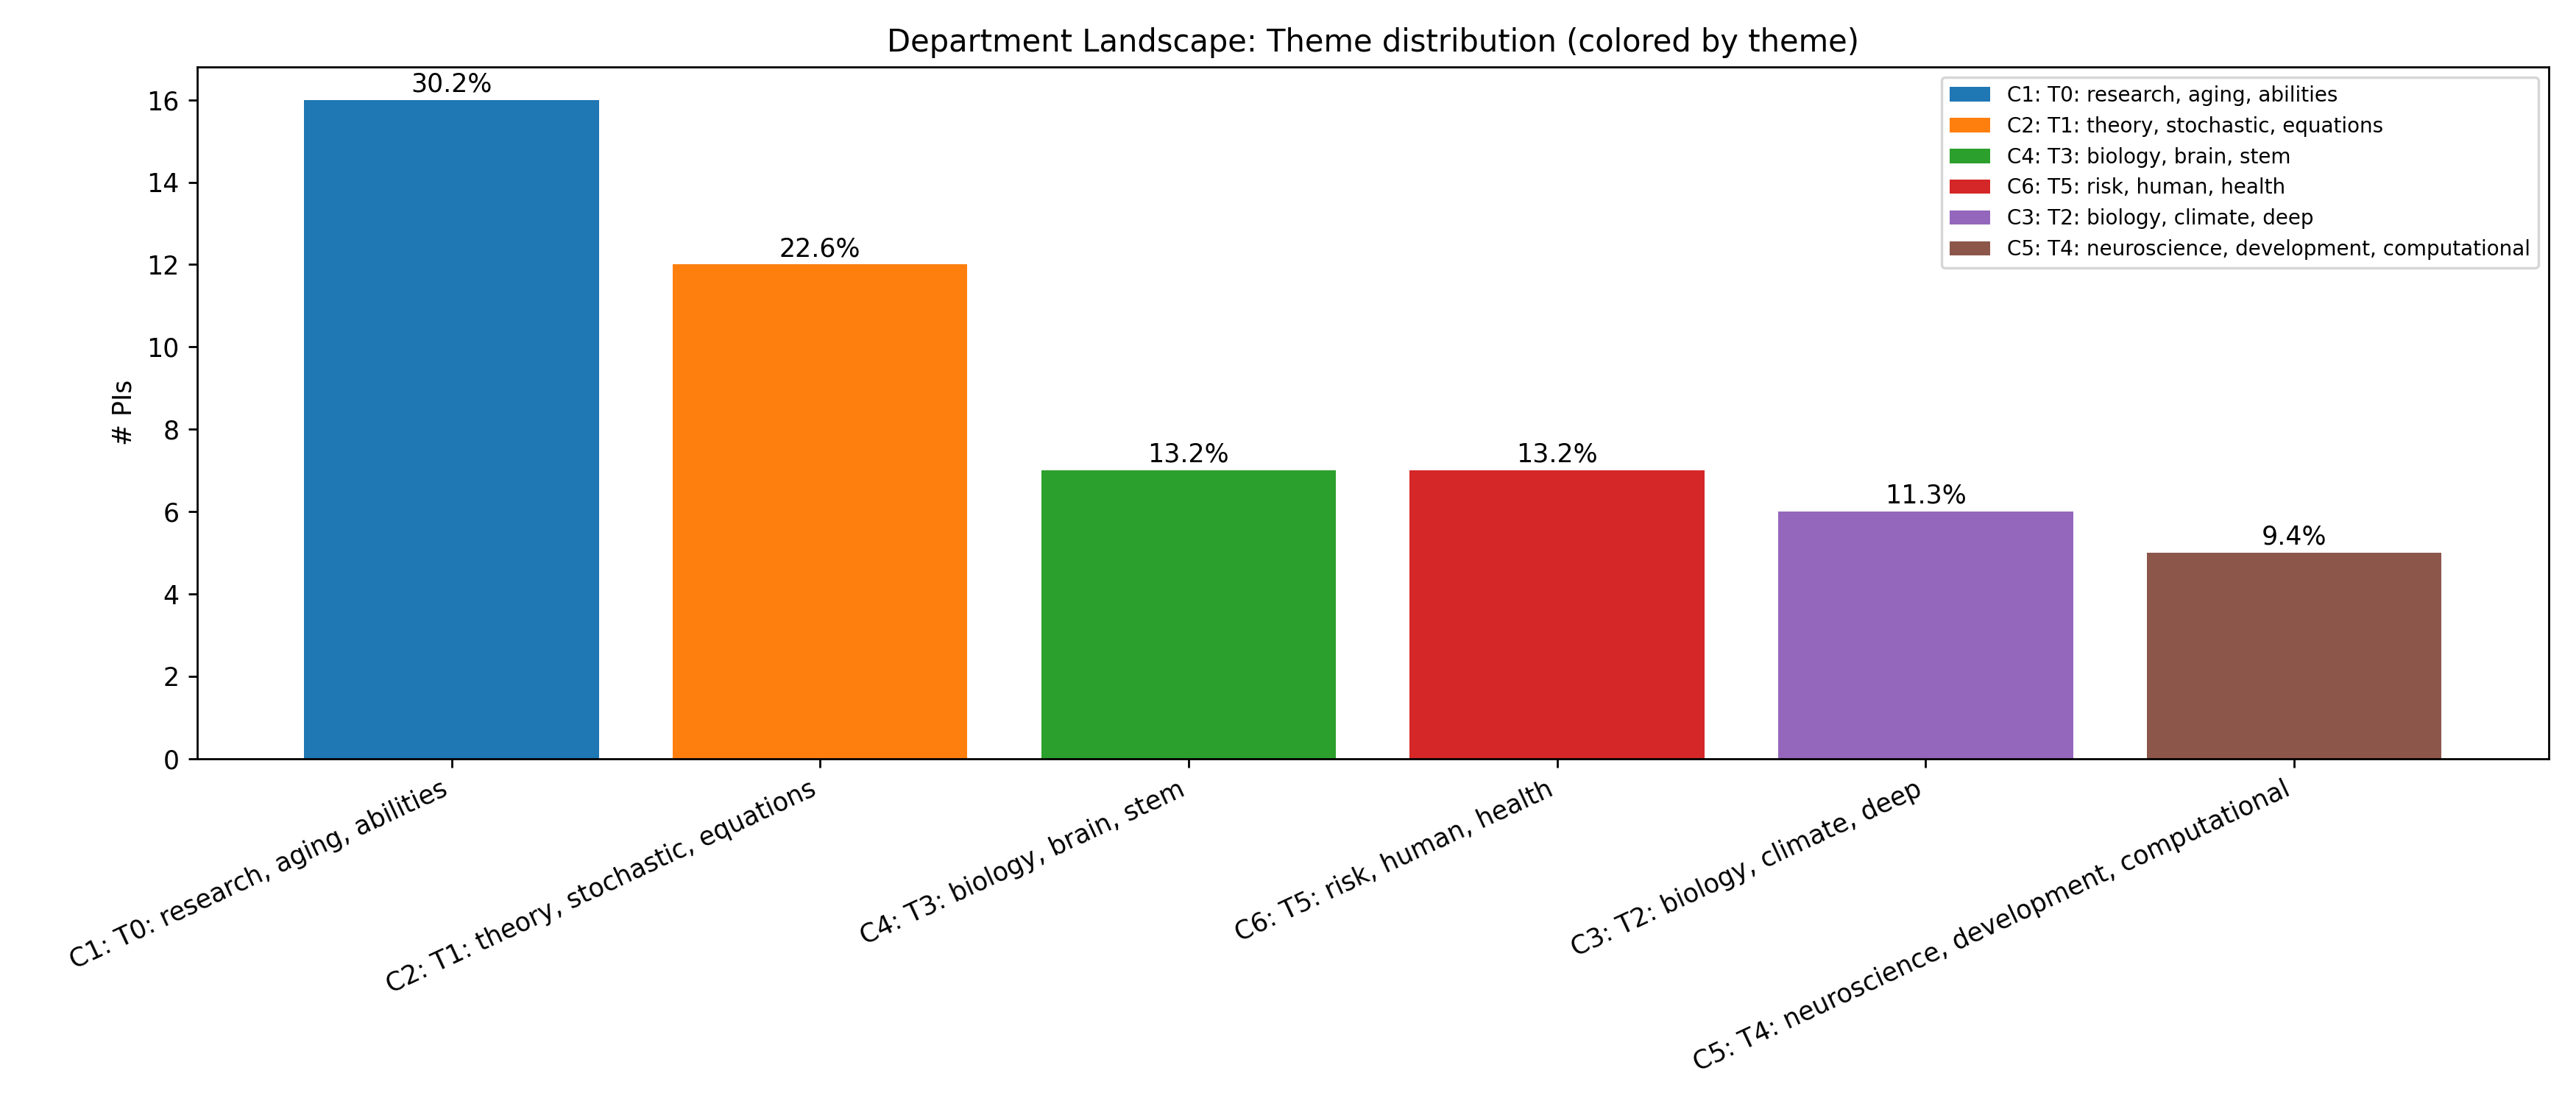 Department Landscape: Theme distribution (colored by theme)
# PIs
16
14
12
10
8
6
4
2
0
30.2%
22.6%
13.2%
13.2%
11.3%
9.4%
C1: T0: research, aging, abilities
C2: T1: theory, stochastic, equations
C4: T3: biology, brain, stem
C6: T5: risk, human, health
C3: T2: biology, climate, deep
C5: T4: neuroscience, development, computational
C1: T0: research, aging, abilities
C2: T1: theory, stochastic, equations
C4: T3: biology, brain, stem
C6: T5: risk, human, health
C3: T2: biology, climate, deep
C5: T4: neuroscience, development, computational